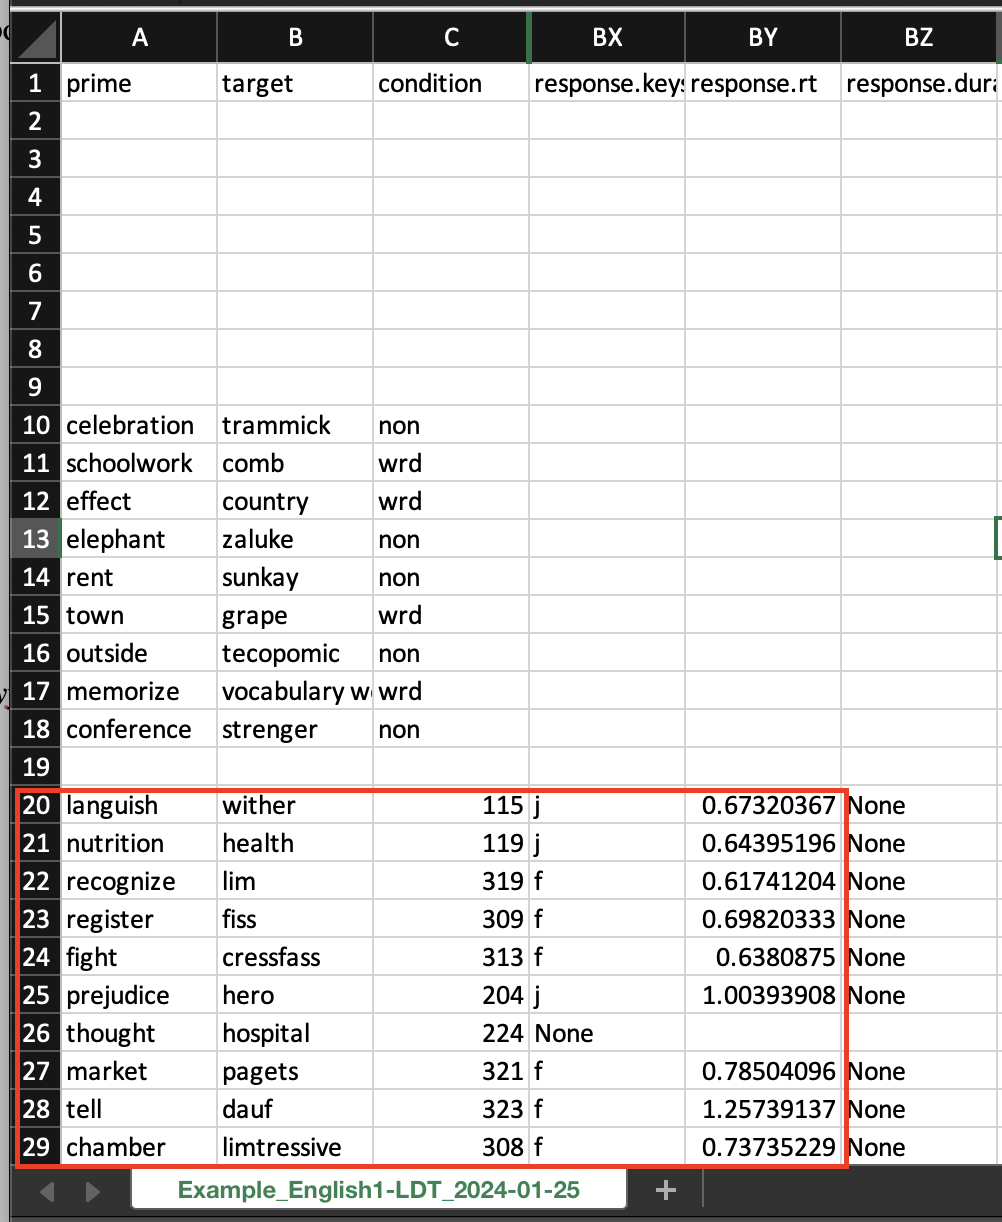 A B C BX BY BZ
1 prime target condition response.keys response.rt response.dura
2
3
4
5
6
7
8
9
10 celebration trammick non
11 schoolwork comb wrd
12 effect country wrd
13 elephant zaluke non
14 rent sunkay non
15 town grape wrd
16 outside tecopomic non
17 memorize vocabulary w wrd
18 conference strenger non
19
20 languish wither 115 j 0.67320367 None
21 nutrition health 119 j 0.64395196 None
22 recognize lim 319 f 0.61741204 None
23 register fiss 309 f 0.69820333 None
24 fight cressfass 313 f 0.6380875 None
25 prejudice hero 204 j 1.00393908 None
26 thought hospital 224 None
27 market pagets 321 f 0.78504096 None
28 tell dauf 323 f 1.25739137 None
29 chamber limtressive 308 f 0.73735229 None
Example_English1-LDT_2024-01-25 +